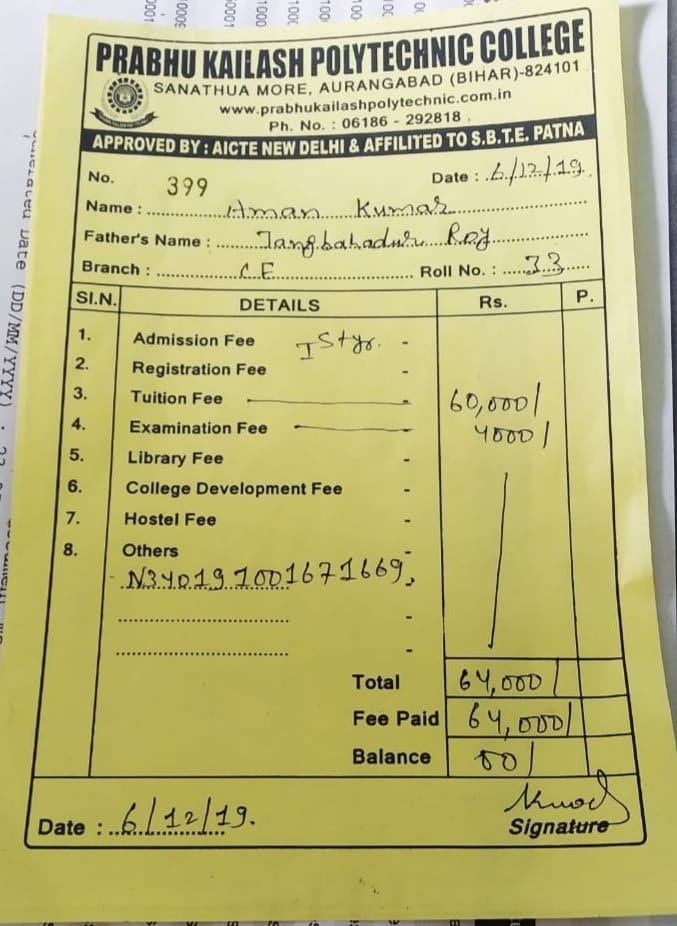 PRABHU KAILASH POLYTECHNIC COLLEGE
SANATHUA MORE, AURANGABAD (BIHAR)-824101
www.prabhukailashpolytechnic.com.in
Ph. No. : 06186 - 292818
APPROVED BY : AICTE NEW DELHI & AFFILITED TO S.B.T.E. PATNA
No. 399 Date : 6/12/19
Name : Aman Kumar
Father's Name : Jangbahadur Roy
Branch : CE Roll No. : 33
Sl.N. DETAILS Rs. P.
1. Admission Fee Ist yr. -
2. Registration Fee -
3. Tuition Fee - 60,000/
4. Examination Fee - 4000/
5. Library Fee -
6. College Development Fee -
7. Hostel Fee -
8. Others -
N340191001671669, -
-
-
Total 64,000/
Fee Paid 64,000/
Balance 00/
Date : 6/12/19.
Signature
(DD/MM/YYYY) :